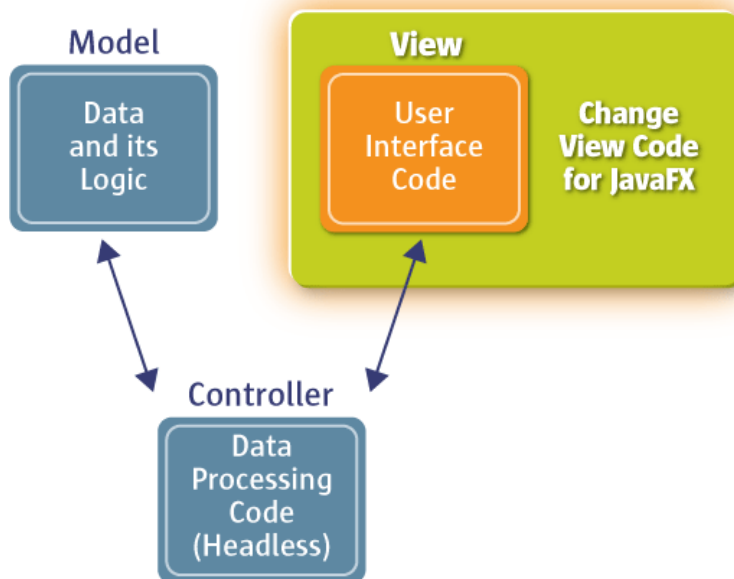 Model
Data
and its
Logic
View
User
Interface
Code
Change
View Code
for JavaFX
Controller
Data
Processing
Code
(Headless)